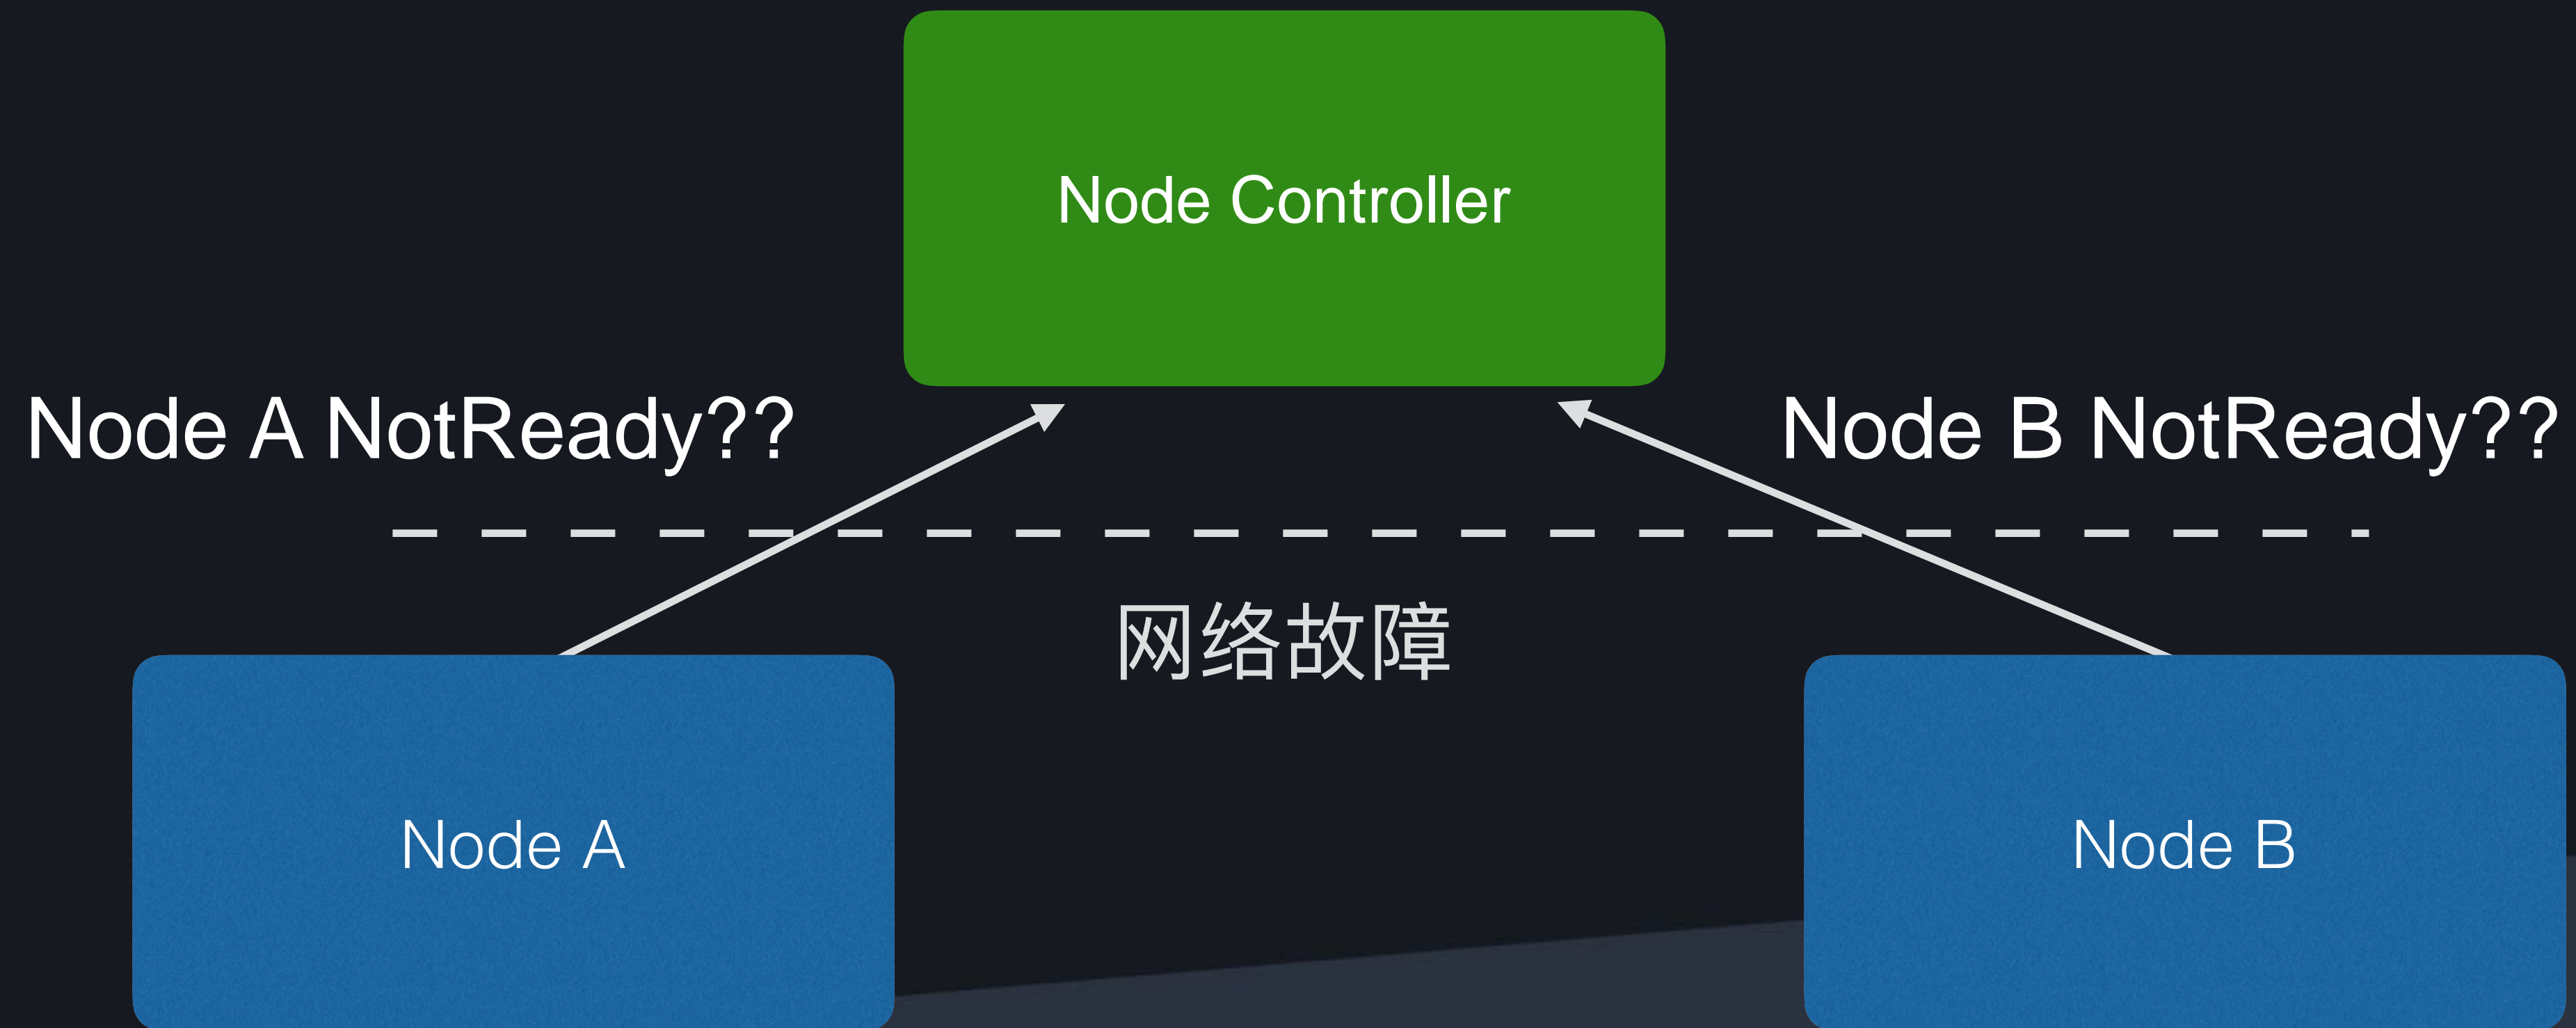 Node Controller
Node A NotReady??
Node B NotReady??
网络故障
Node A
Node B